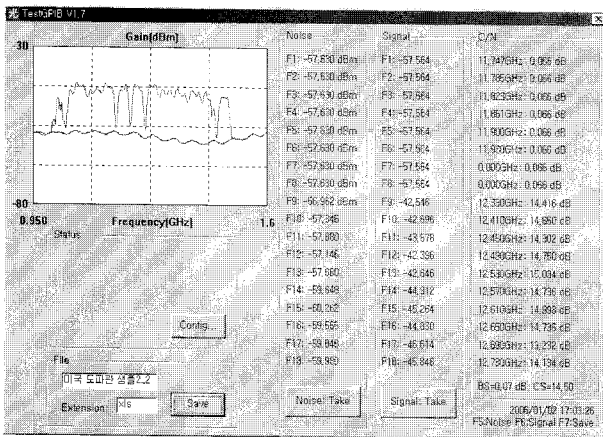 TestGPIB V1.7
Gain[dBm]
-30
-80
0.950 Frequency[GHz] 1.6
Status
Config...
File
미국 도파관 샘플2,2
Extension: xls Save
Noise
F1: -57,630 dBm
F2: -57,630 dBm
F3: -57,630 dBm
F4: -57,630 dBm
F5: -57,630 dBm
F6: -57,630 dBm
F7: -57,630 dBm
F8: -57,630 dBm
F9: -56,962 dBm
F10: -57,346
F11: -57,880
F12: -57,146
F13: -57,680
F14: -59,648
F15: -60,262
F16: -59,565
F17: -59,846
F18: -59,980
Noise: Take
Signal
F1: -57,564
F2: -57,564
F3: -57,564
F4: -57,564
F5: -57,564
F6: -57,564
F7: -57,564
F8: -57,564
F9: -42,546
F10: -42,696
F11: -43,578
F12: -42,396
F13: -42,646
F14: -44,912
F15: -45,264
F16: -44,830
F17: -46,614
F18: -45,846
Signal: Take
C/N
11,747GHz: 0,066 dB
11,785GHz: 0,066 dB
11,823GHz: 0,066 dB
11,861GHz: 0,066 dB
11,900GHz: 0,066 dB
11,930GHz: 0,066 dB
0,000GHz: 0,066 dB
0,000GHz: 0,066 dB
12,330GHz: 14,416 dB
12,410GHz: 14,650 dB
12,450GHz: 14,302 dB
12,490GHz: 14,750 dB
12,530GHz: 15,034 dB
12,570GHz: 14,736 dB
12,610GHz: 14,998 dB
12,650GHz: 14,735 dB
12,690GHz: 13,232 dB
12,730GHz: 14,134 dB
BS=0,07 dB CS=14,50
2006/01/02 17:03:26
F5:Noise F6:Signal F7:Save